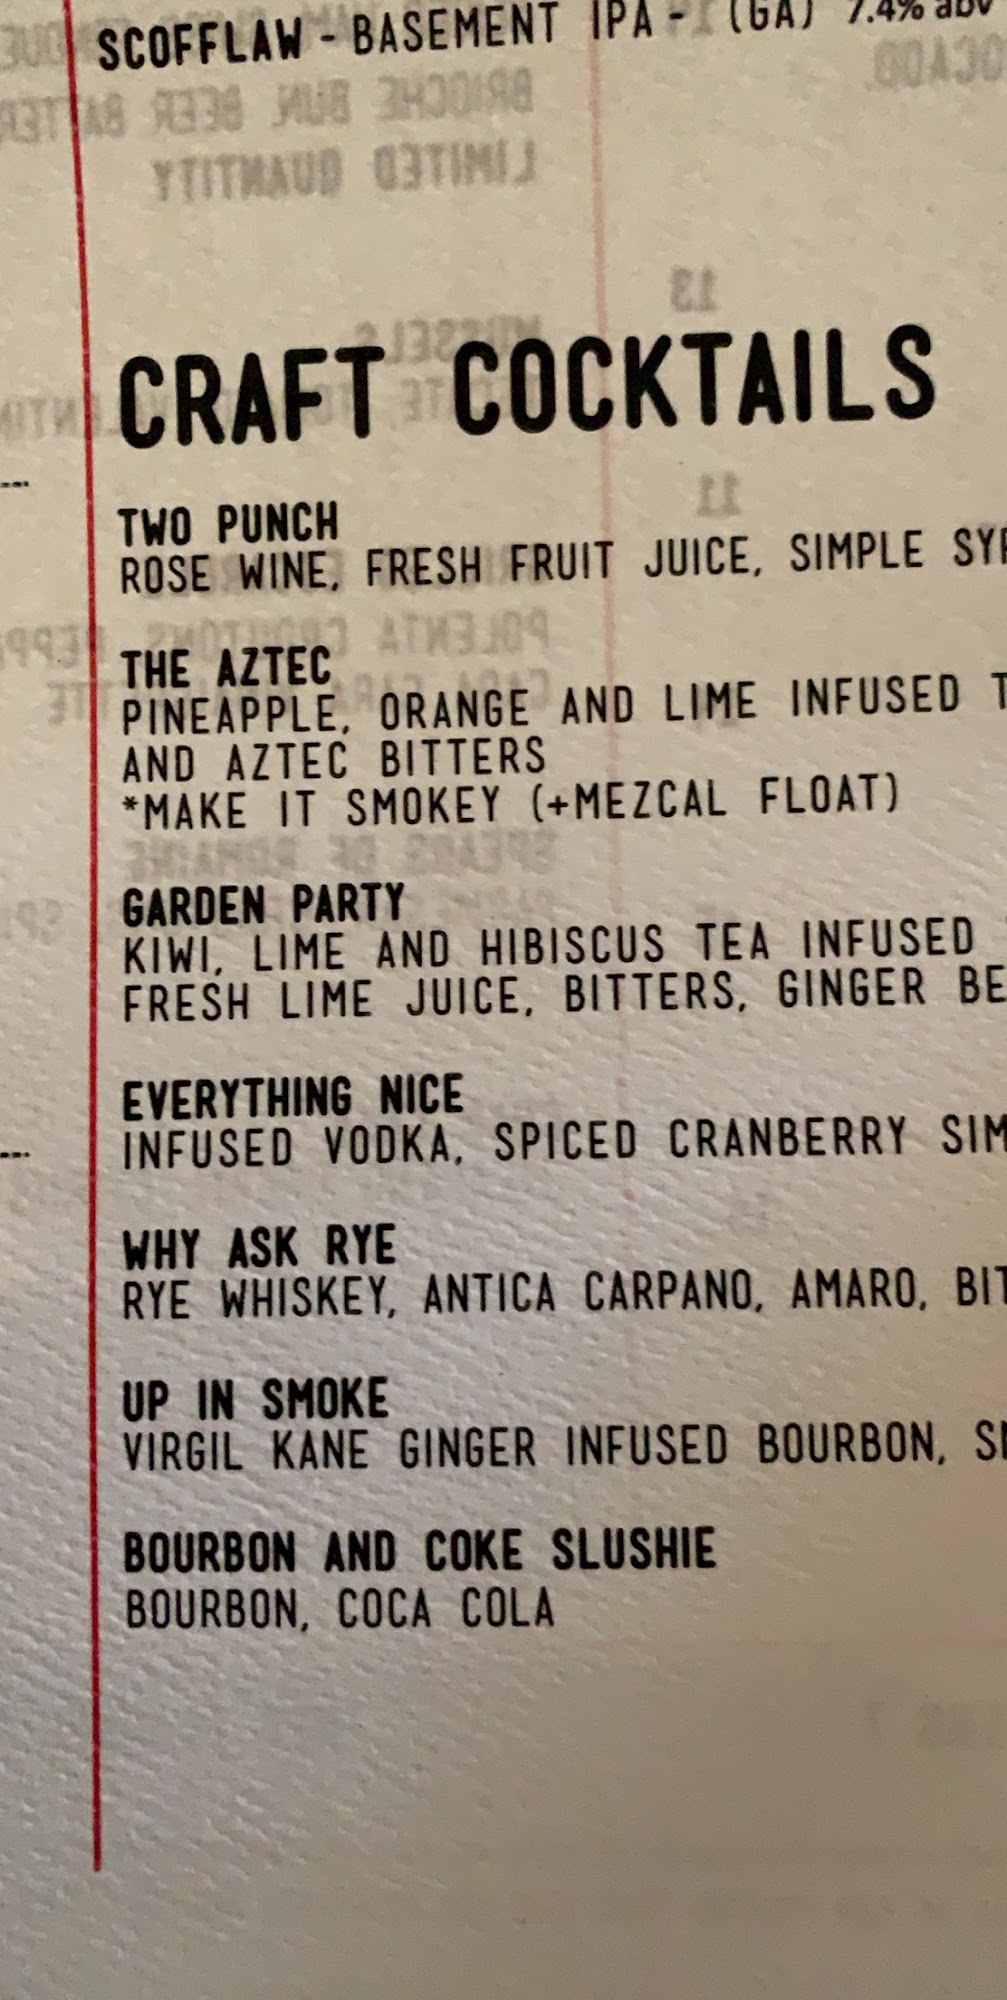 SCOFFLAW - BASEMENT IPA - (GA) 7.4% abv
CRAFT COCKTAILS
TWO PUNCH
ROSE WINE, FRESH FRUIT JUICE, SIMPLE
THE AZTEC
PINEAPPLE, ORANGE AND LIME INFUSED
AND AZTEC BITTERS
*MAKE IT SMOKEY (+MEZCAL FLOAT)
GARDEN PARTY
KIWI, LIME AND HIBISCUS TEA INFUSED
FRESH LIME JUICE, BITTERS, GINGER
EVERYTHING NICE
INFUSED VODKA, SPICED CRANBERRY
WHY ASK RYE
RYE WHISKEY, ANTICA CARPANO, AMARO,
UP IN SMOKE
VIRGIL KANE GINGER INFUSED BOURBON,
BOURBON AND COKE SLUSHIE
BOURBON, COCA COLA